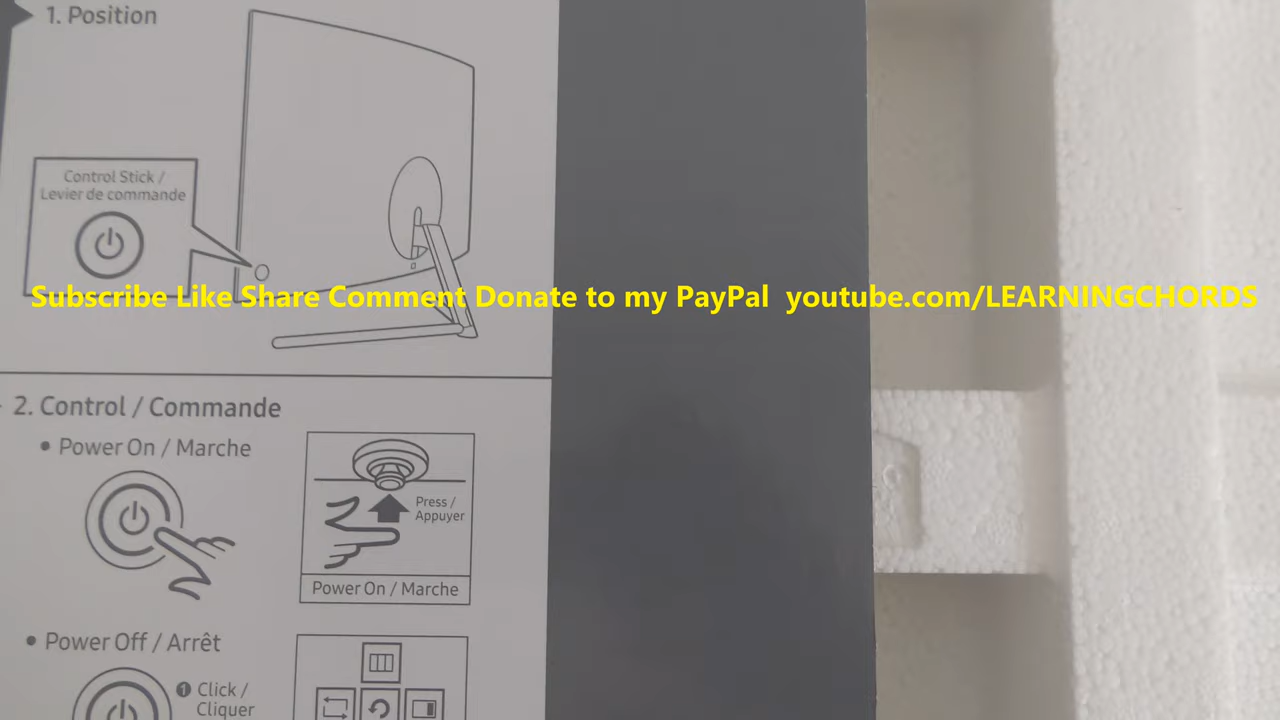 1. Position
Control Stick /
Levier de commande
Subscribe Like Share Comment Donate to my PayPal  youtube.com/LEARNINGCHORDS
2. Control / Commande
• Power On / Marche
Press /
Appuyer
Power On / Marche
• Power Off / Arrêt
❶ Click /
Cliquer